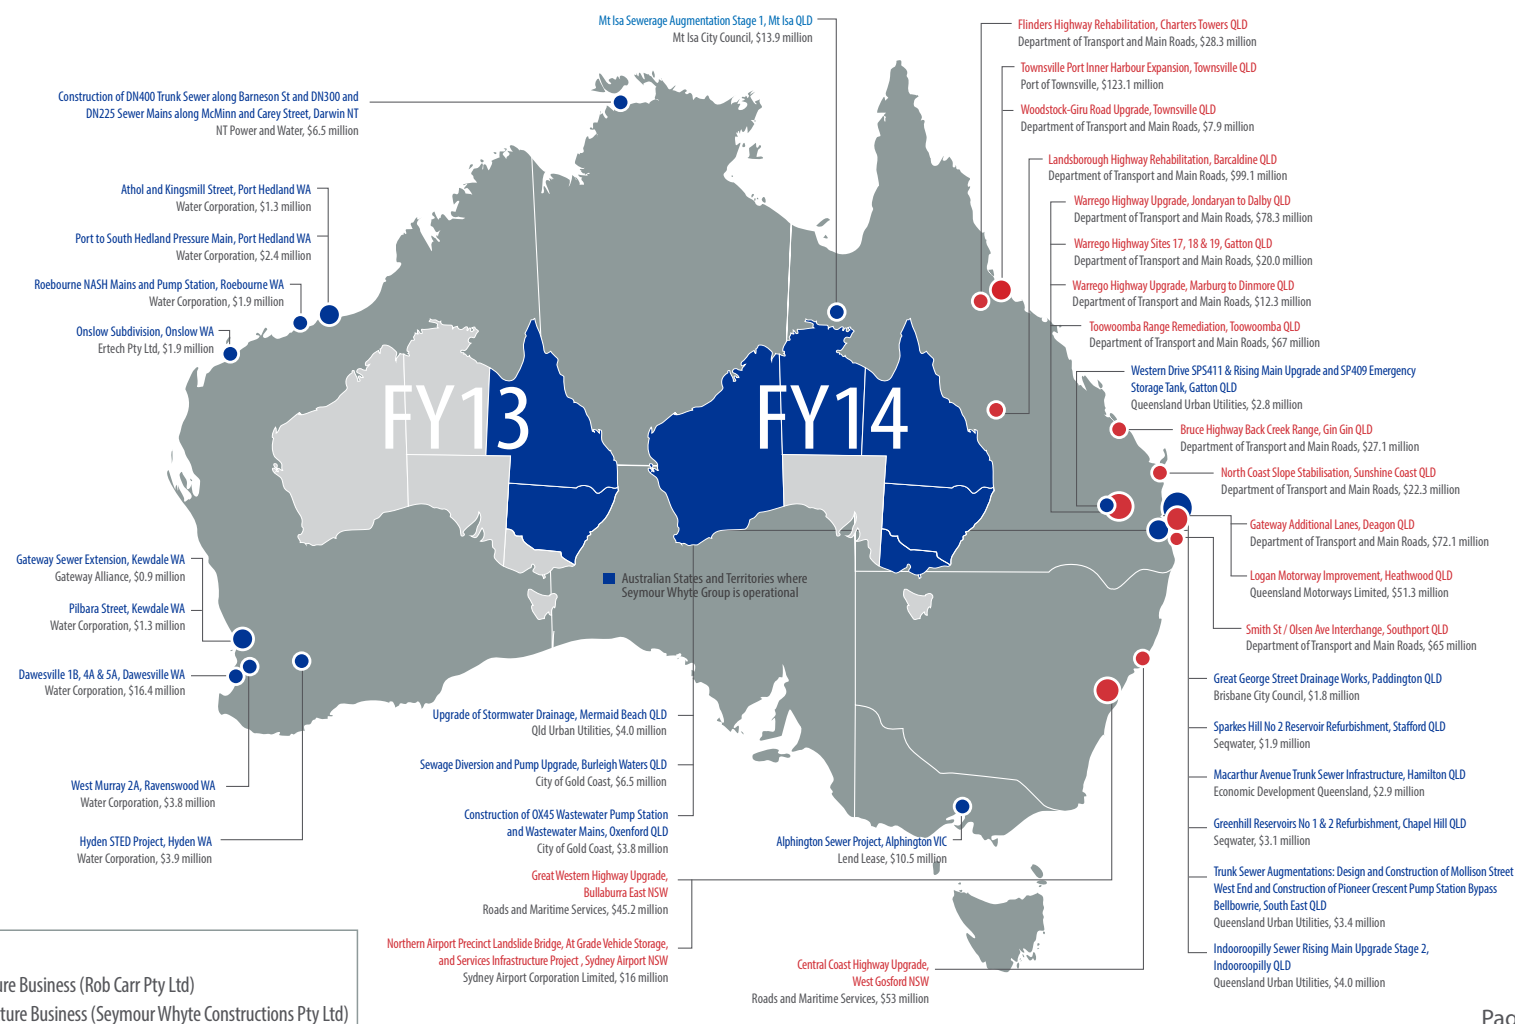 Mt Isa Sewerage Augmentation Stage 1, Mt Isa QLD
Mt Isa City Council, $13.9 million
Construction of DN400 Trunk Sewer along Barneson St and DN300 and
DN225 Sewer Mains along McMinn and Carey Street, Darwin NT
NT Power and Water, $6.5 million
Athol and Kingsmill Street, Port Hedland WA
Water Corporation, $1.3 million
Port to South Hedland Pressure Main, Port Hedland WA
Water Corporation, $2.4 million
Roebourne NASH Mains and Pump Station, Roebourne WA
Water Corporation, $1.9 million
Onslow Subdivision, Onslow WA
Ertech Pty Ltd, $1.9 million
Flinders Highway Rehabilitation, Charters Towers QLD
Department of Transport and Main Roads, $28.3 million
Townsville Port Inner Harbour Expansion, Townsville QLD
Port of Townsville, $123.1 million
Woodstock-Giru Road Upgrade, Townsville QLD
Department of Transport and Main Roads, $7.9 million
Landsborough Highway Rehabilitation, Barcaldine QLD
Department of Transport and Main Roads, $99.1 million
Warrego Highway Upgrade, Jondaryan to Dalby QLD
Department of Transport and Main Roads, $78.3 million
Warrego Highway Sites 17, 18 & 19, Gatton QLD
Department of Transport and Main Roads, $20.0 million
Warrego Highway Upgrade, Marburg to Dinmore QLD
Department of Transport and Main Roads, $12.3 million
Toowoomba Range Remediation, Toowoomba QLD
Department of Transport and Main Roads, $67 million
Western Drive SPS411 & Rising Main Upgrade and SP409 Emergency
Storage Tank, Gatton QLD
Queensland Urban Utilities, $2.8 million
Bruce Highway Back Creek Range, Gin Gin QLD
Department of Transport and Main Roads, $27.1 million
North Coast Slope Stabilisation, Sunshine Coast QLD
Department of Transport and Main Roads, $22.3 million
Gateway Additional Lanes, Deagon QLD
Department of Transport and Main Roads, $72.1 million
Logan Motorway Improvement, Heathwood QLD
Queensland Motorways Limited, $51.3 million
Smith St / Olsen Ave Interchange, Southport QLD
Department of Transport and Main Roads, $65 million
Great George Street Drainage Works, Paddington QLD
Brisbane City Council, $1.8 million
Sparkes Hill No 2 Reservoir Refurbishment, Stafford QLD
Seqwater, $1.9 million
Macarthur Avenue Trunk Sewer Infrastructure, Hamilton QLD
Economic Development Queensland, $2.9 million
Greenhill Reservoirs No 1 & 2 Refurbishment, Chapel Hill QLD
Seqwater, $3.1 million
Trunk Sewer Augmentations: Design and Construction of Mollison Street
West End and Construction of Pioneer Crescent Pump Station Bypass
Bellbowrie, South East QLD
Queensland Urban Utilities, $3.4 million
Indooroopilly Sewer Rising Main Upgrade Stage 2,
Indooroopilly QLD
Queensland Urban Utilities, $4.0 million
FY13
FY14
Australian States and Territories where
Seymour Whyte Group is operational
Gateway Sewer Extension, Kewdale WA
Gateway Alliance, $0.9 million
Pilbara Street, Kewdale WA
Water Corporation, $1.3 million
Dawesville 1B, 4A & 5A, Dawesville WA
Water Corporation, $16.4 million
West Murray 2A, Ravenswood WA
Water Corporation, $3.8 million
Hyden STED Project, Hyden WA
Water Corporation, $3.9 million
Upgrade of Stormwater Drainage, Mermaid Beach QLD
Qld Urban Utilities, $4.0 million
Sewage Diversion and Pump Upgrade, Burleigh Waters QLD
City of Gold Coast, $6.5 million
Construction of OX45 Wastewater Pump Station
and Wastewater Mains, Oxenford QLD
City of Gold Coast, $3.8 million
Alphington Sewer Project, Alphington VIC
Lend Lease, $10.5 million
Great Western Highway Upgrade,
Bullaburra East NSW
Roads and Maritime Services, $45.2 million
Northern Airport Precinct Landslide Bridge, At Grade Vehicle Storage,
and Services Infrastructure Project , Sydney Airport NSW
Sydney Airport Corporation Limited, $16 million
Central Coast Highway Upgrade,
West Gosford NSW
Roads and Maritime Services, $53 million
ure Business (Rob Carr Pty Ltd)
ture Business (Seymour Whyte Constructions Pty Ltd)
Pag